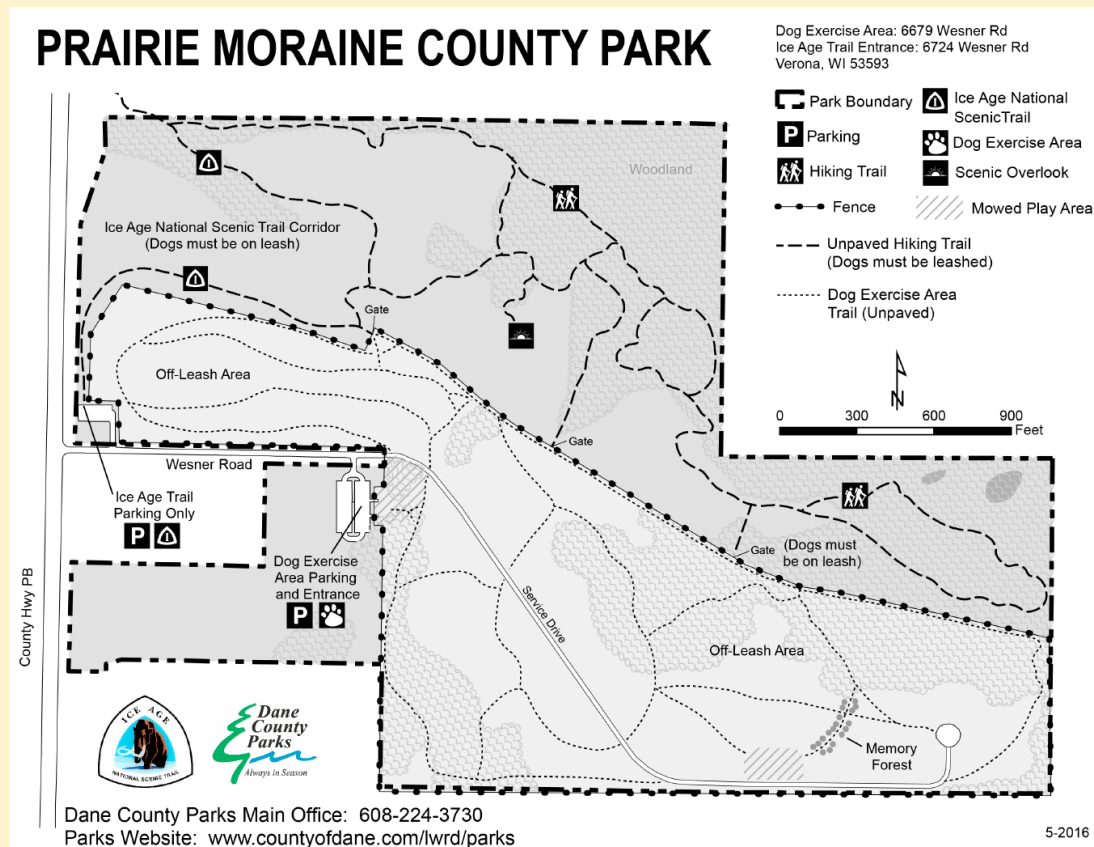 PRAIRIE MORAINE COUNTY PARK
Dog Exercise Area: 6679 Wesner Rd
Ice Age Trail Entrance: 6724 Wesner Rd
Verona, WI 53593
Park Boundary
Ice Age National
ScenicTrail
P Parking
Dog Exercise Area
Hiking Trail
Scenic Overlook
Fence
Mowed Play Area
Unpaved Hiking Trail
(Dogs must be leashed)
Dog Exercise Area
Trail (Unpaved)
N
0 300 600 900
Feet
Woodland
Ice Age National Scenic Trail Corridor
(Dogs must be on leash)
Gate
Off-Leash Area
Gate
Wesner Road
Ice Age Trail
Parking Only
P
Dog Exercise
Area Parking
and Entrance
P
Gate
(Dogs must
be on leash)
Service Drive
Off-Leash Area
Memory
Forest
County Hwy PB
ICE AGE
NATIONAL SCENIC TRAIL
Dane
County
Parks
Always in Season
Dane County Parks Main Office: 608-224-3730
Parks Website: www.countyofdane.com/lwrd/parks
5-2016